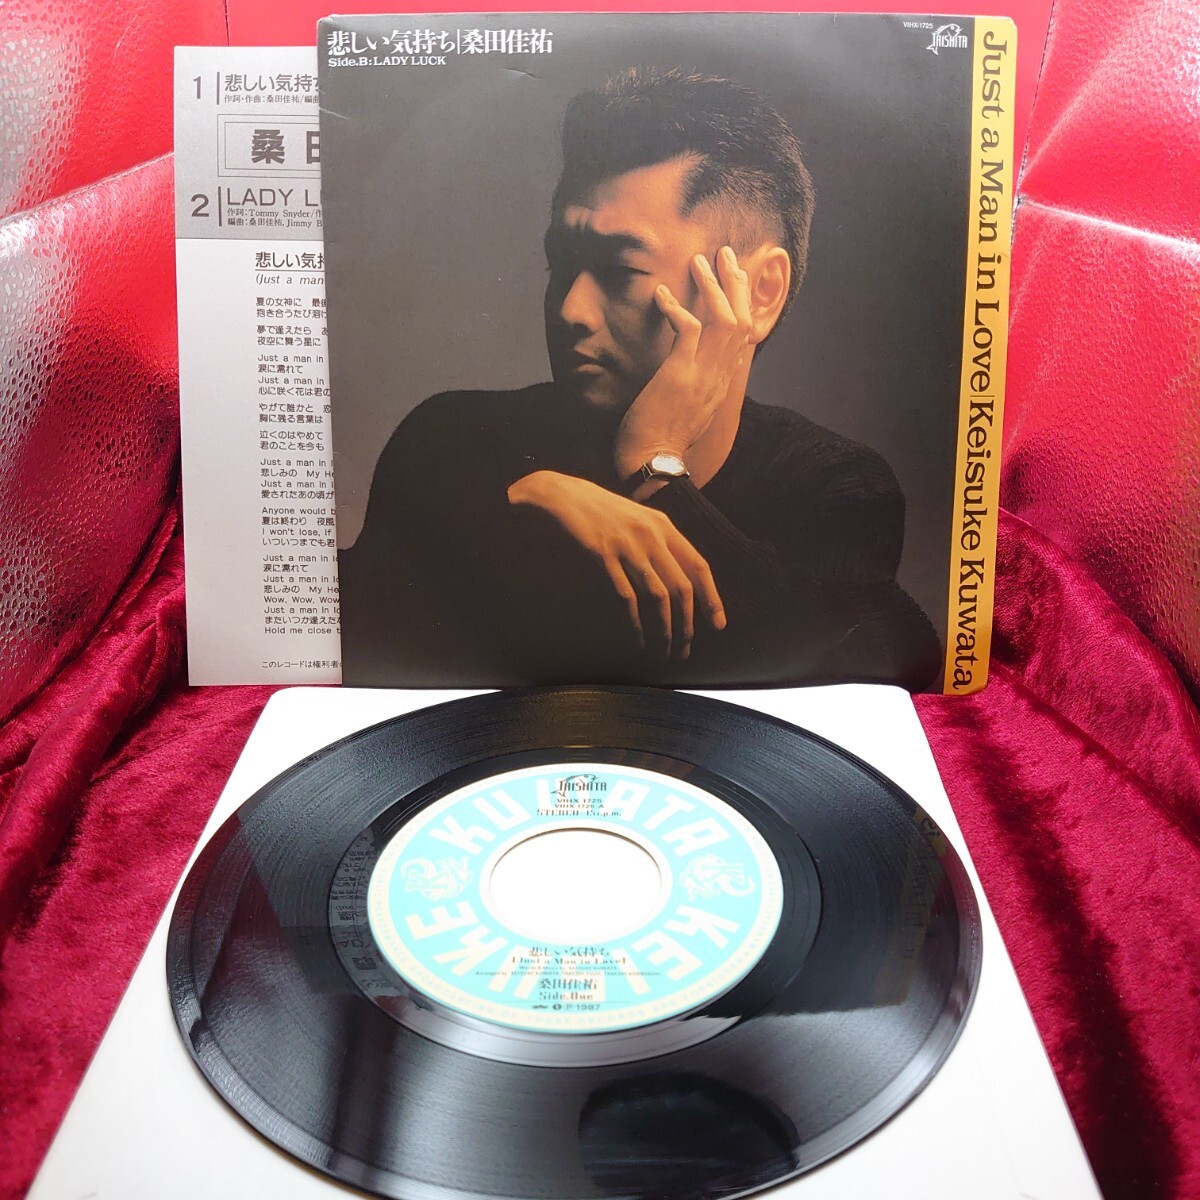 悲しい気持ち|桑田佳祐
Side.B:LADY LUCK
VIHX-1725
TAISHITA
Just a Man in Love|Keisuke Kuwata
1 悲しい気持ち
作詞・作曲:桑田佳祐/編曲
桑田
2 LADY L
作詞:Tommy Snyder/作
編曲:桑田佳祐, Jimmy B
悲しい気持
(Just a man
夏の女神に 最後
抱き合うたび溶け
夢で逢えたら あ
夜空に舞う星に
Just a man in l
涙に濡れて
Just a man in
心に咲く花は君の
やがて誰かと 恋
胸に残る言葉は
泣くのはやめて
君のことを今も
Just a man in l
悲しみの My He
Just a man in l
愛されたあの頃が
Anyone would b
夏は終わり 夜風
I won't lose, if
いついつまでも君
Just a man in lo
涙に濡れて
Just a man in lo
悲しみの My He
Wow, Wow, Wow
Just a man in lo
またいつか逢えたな
Hold me close t
このレコードは権利者の
TAISHITA
VIHX-1725
VIHX-1725-A
STEREO 45r.p.m.
KUWATA
KEI
UKE
悲しい気持ち
[Just a Man in Love]
桑田佳祐
Side.One
℗ 1987